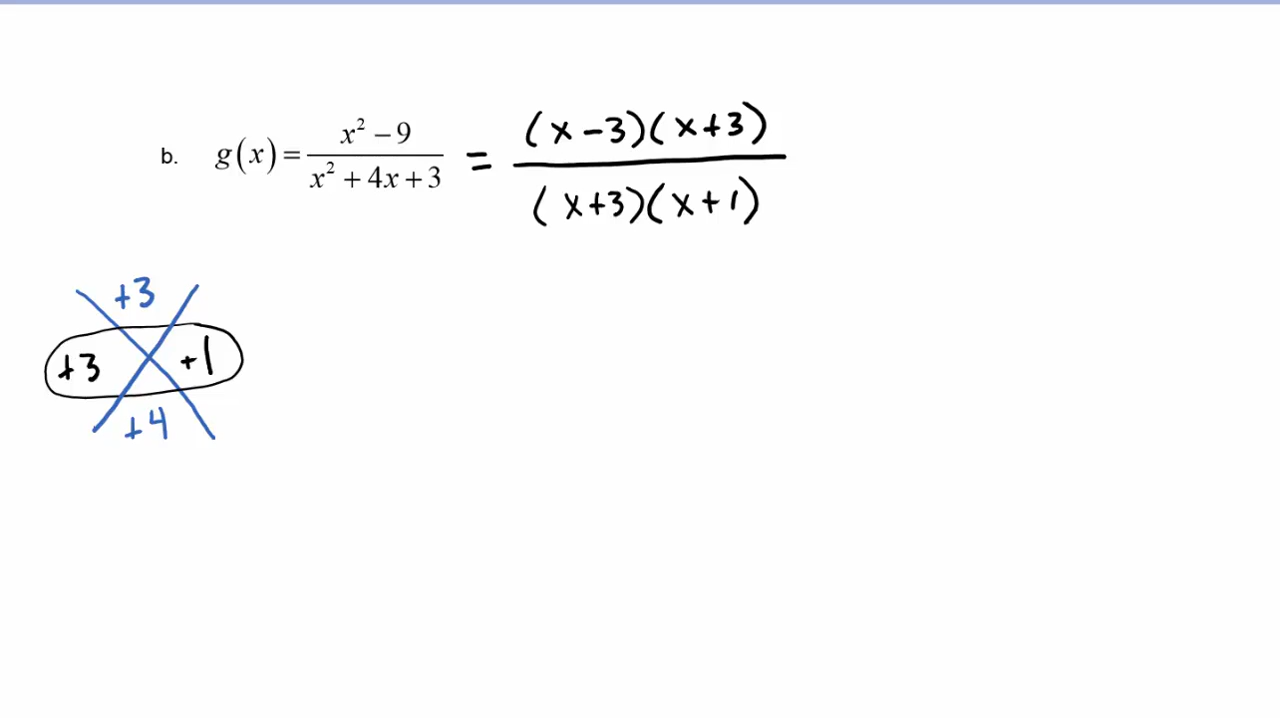 b. g(x) = (x² − 9)/(x² + 4x + 3) = ((x − 3)(x + 3))/((x + 3)(x + 1))
+3
+3 +1
+4